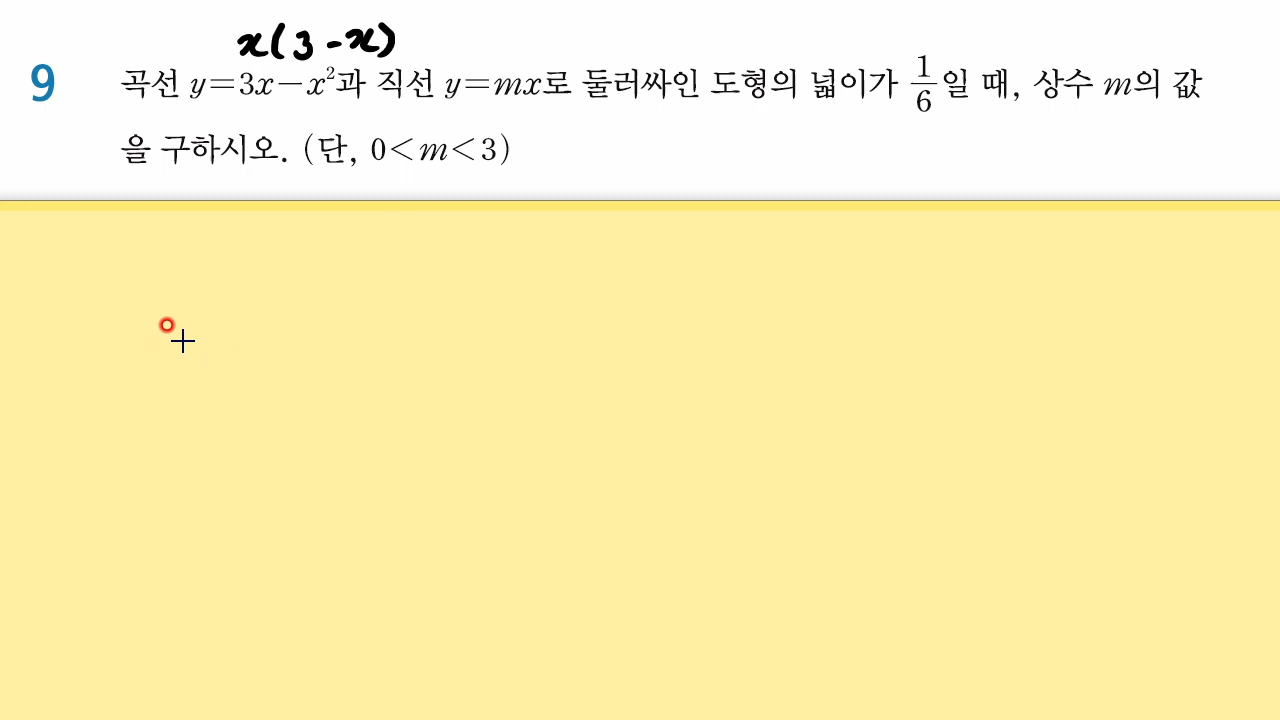 x(3-x)
9 곡선 y=3x-x²과 직선 y=mx로 둘러싸인 도형의 넓이가 1/6일 때, 상수 m의 값
을 구하시오. (단, 0<m<3)